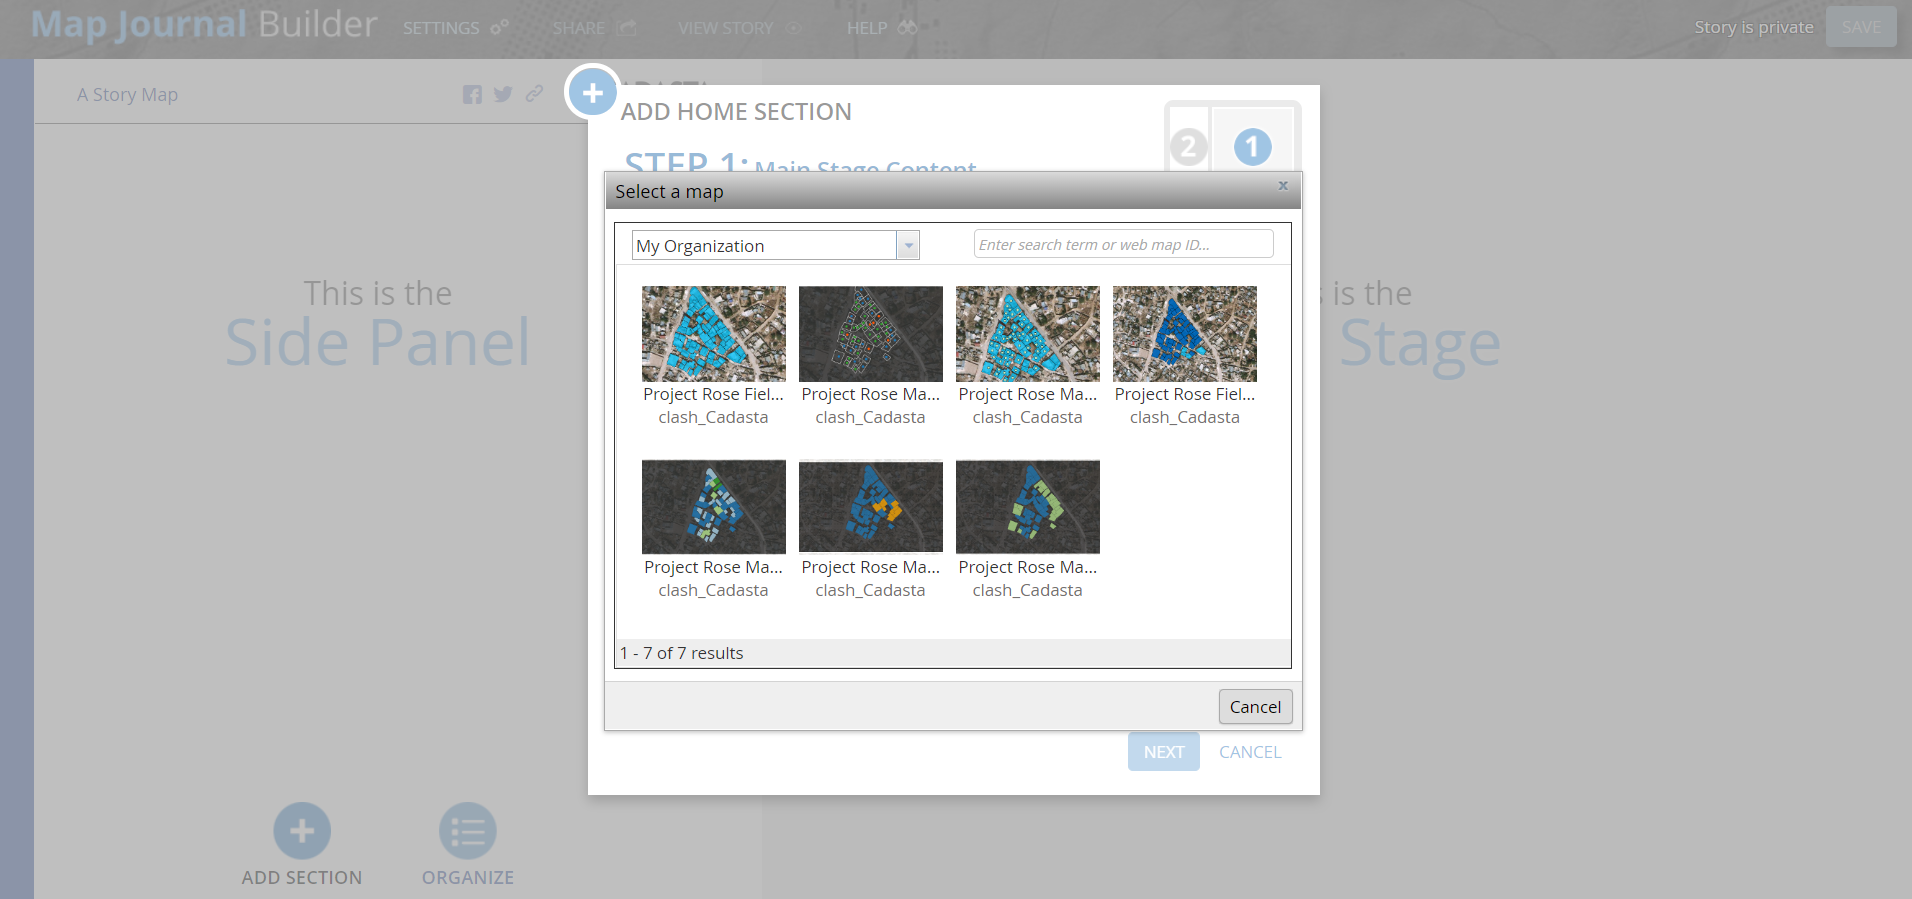 Map Journal Builder SETTINGS SHARE VIEW STORY HELP Story is private SAVE
A Story Map
ADD HOME SECTION
2 1
STEP 1: Main Stage Content
Select a map x
My Organization Enter search term or web map ID...
Project Rose Fiel... Project Rose Ma... Project Rose Ma... Project Rose Fiel...
clash_Cadasta clash_Cadasta clash_Cadasta clash_Cadasta
Project Rose Ma... Project Rose Ma... Project Rose Ma...
clash_Cadasta clash_Cadasta clash_Cadasta
1 - 7 of 7 results
Cancel
NEXT CANCEL
This is the
Side Panel
is the
Stage
ADD SECTION ORGANIZE